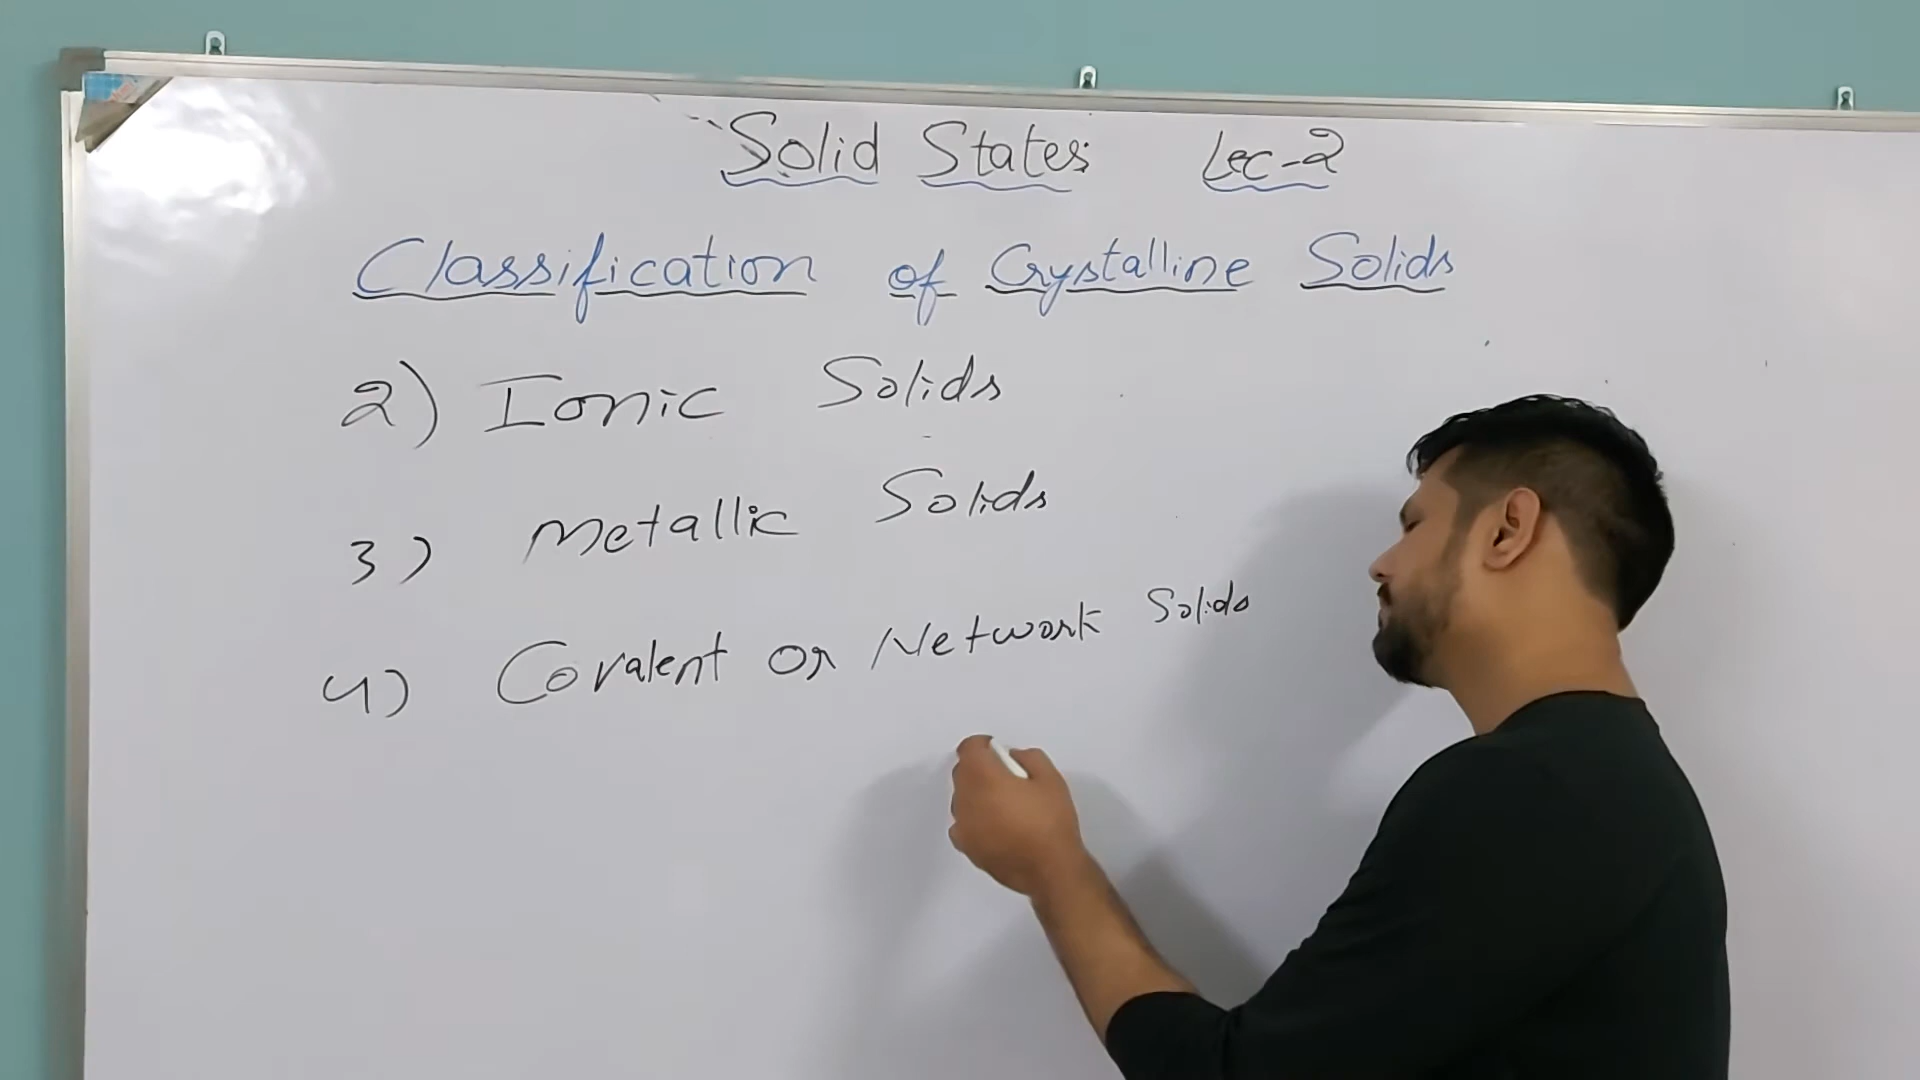 Solid States Lec-2
Classification of Crystalline Solids
2) Ionic Solids
3) Metallic Solids
4) Covalent or Network Solids